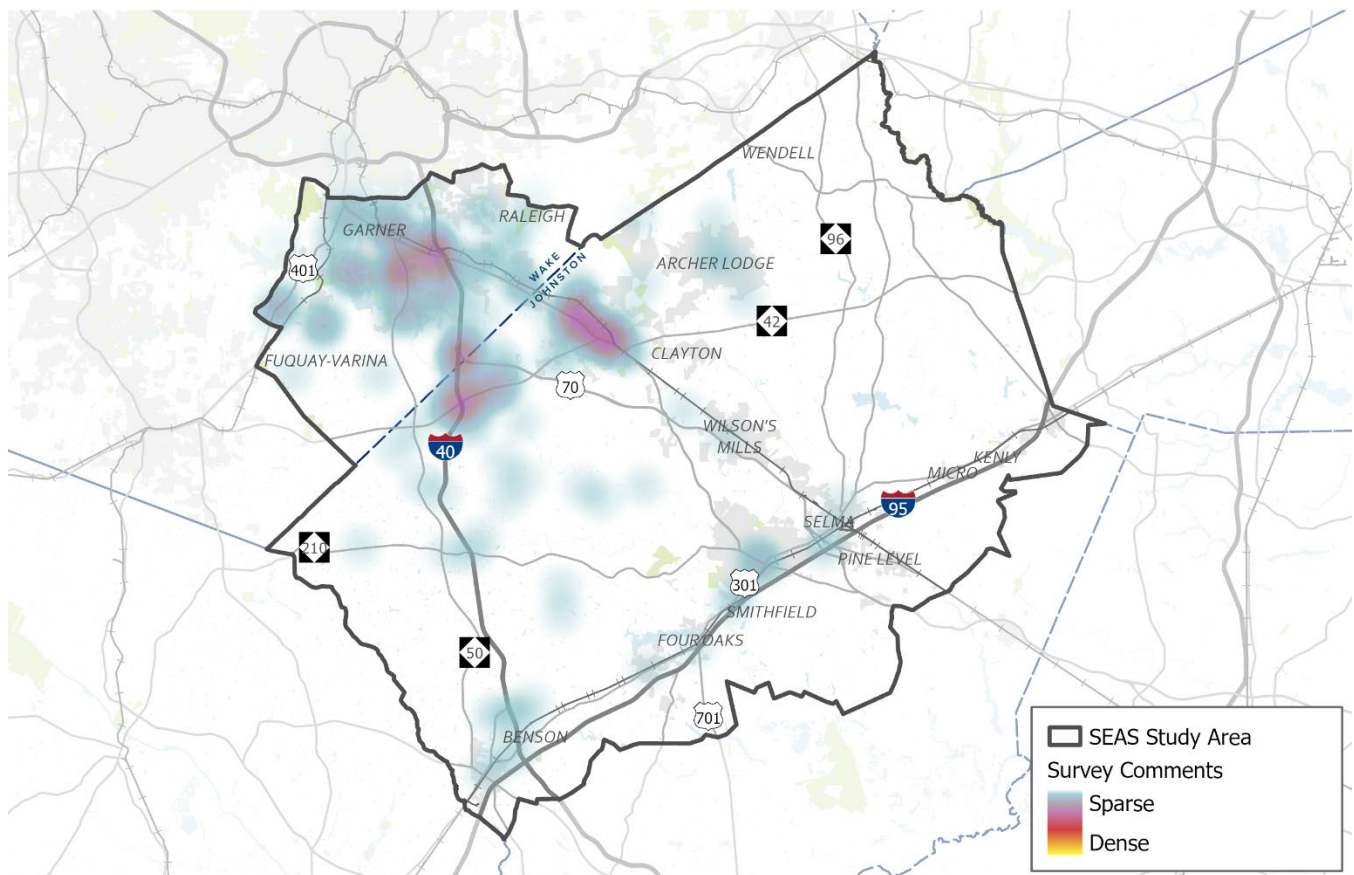 WENDELL
RALEIGH
GARNER
96
WAKE
JOHNSTON
ARCHER LODGE
401
42
CLAYTON
FUQUAY-VARINA
70
WILSON'S
MILLS
40
KENLY
MICRO
95
SELMA
210
PINE LEVEL
301
SMITHFIELD
FOUR OAKS
50
701
BENSON
SEAS Study Area
Survey Comments
Sparse
Dense